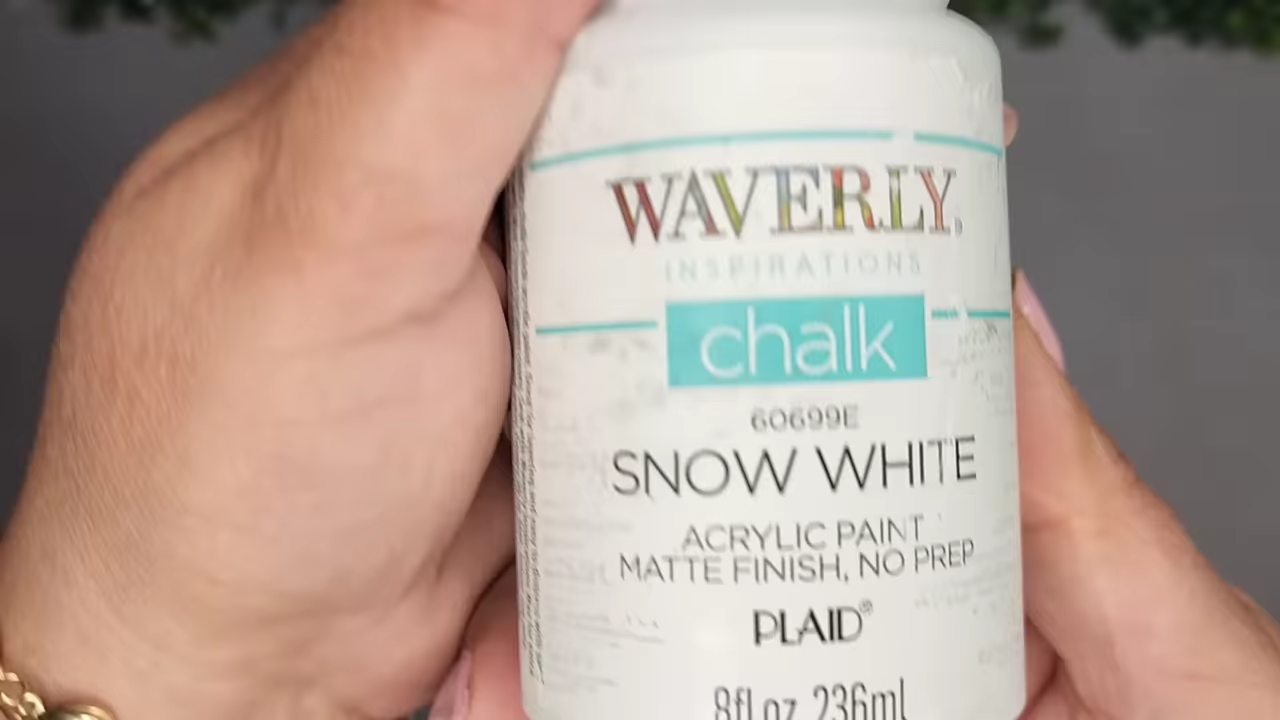 WAVERLY
INSPIRATIONS
chalk
60699E
SNOW WHITE
ACRYLIC PAINT
MATTE FINISH, NO PREP
PLAID®
8fl oz 236ml